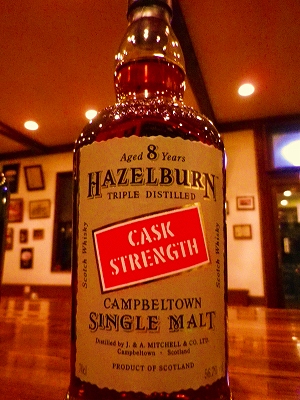 Aged 8 Years
HAZELBURN
TRIPLE DISTILLED
CASK
STRENGTH
Scotch Whisky
Scotch Whisky
CAMPBELTOWN
SINGLE MALT
Distilled by J. & A. MITCHELL & CO. LTD.
Campbeltown - Scotland
PRODUCT OF SCOTLAND
70cl